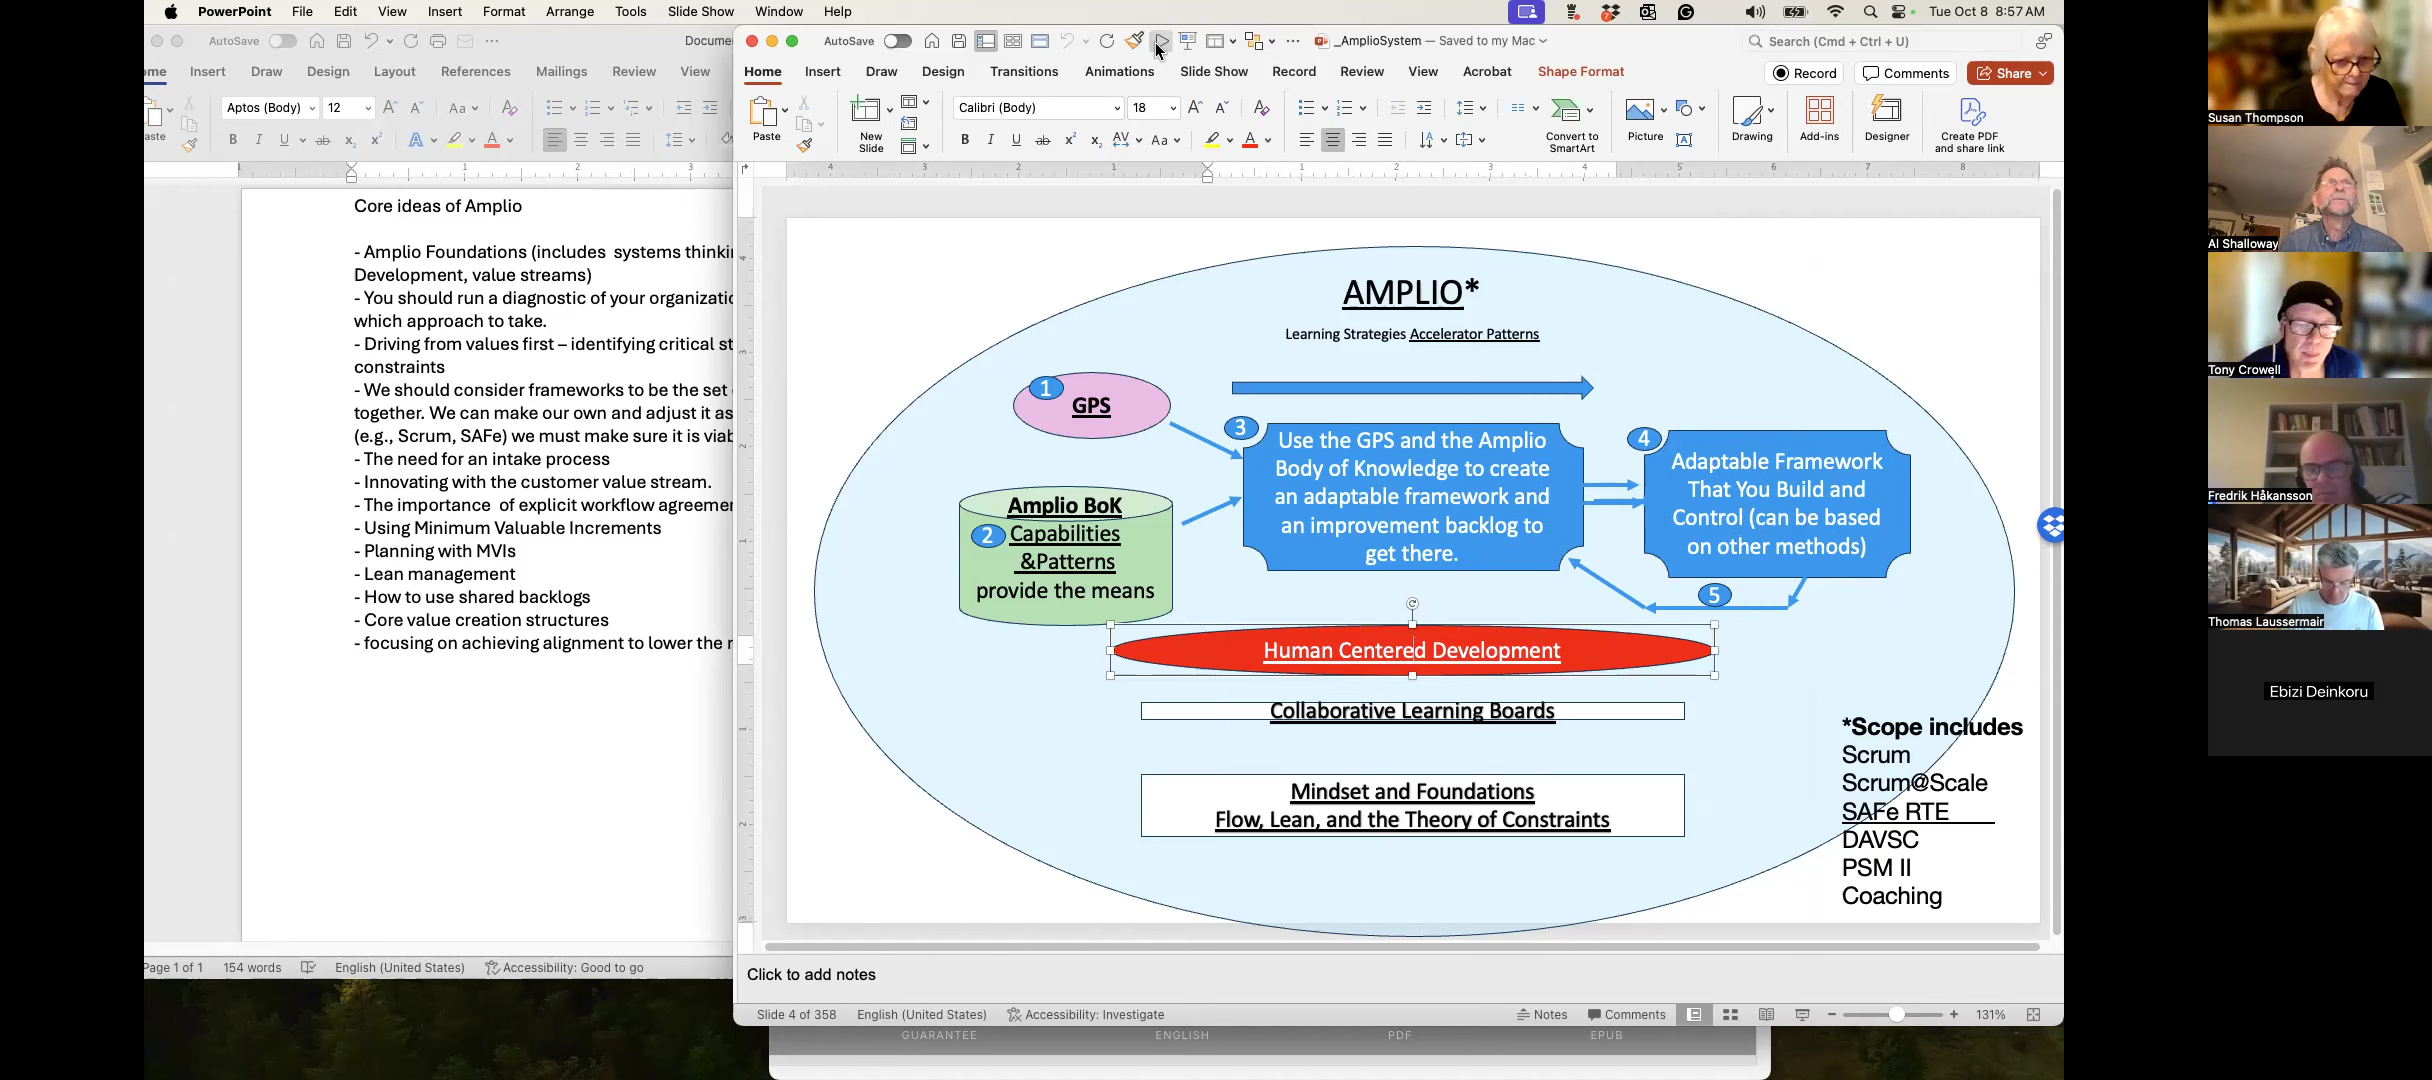 PowerPoint File Edit View Insert Format Arrange Tools Slide Show Window Help
Tue Oct 8 8:57 AM
AutoSave
Insert Draw Design Layout References Mailings Review View
Aptos (Body) 12
Core ideas of Amplio
- Amplio Foundations (includes systems
Development, value streams)
- You should run a diagnostic of your
which approach to take.
- Driving from values first – identifying critical
constraints
- We should consider frameworks to be the set
together. We can make our own and adjust it as
(e.g., Scrum, SAFe) we must make sure it is
- The need for an intake process
- Innovating with the customer value stream.
- The importance of explicit workflow
- Using Minimum Valuable Increments
- Planning with MVIs
- Lean management
- How to use shared backlogs
- Core value creation structures
- focusing on achieving alignment to lower the
Page 1 of 1 154 words English (United States) Accessibility: Good to go
AutoSave _AmplioSystem — Saved to my Mac Search (Cmd + Ctrl + U)
Home Insert Draw Design Transitions Animations Slide Show Record Review View Acrobat Shape Format Record Comments Share
Paste New Slide Calibri (Body) 18 Convert to SmartArt Picture Drawing Add-ins Designer Create PDF and share link
AMPLIO*
Learning Strategies Accelerator Patterns
1
GPS
2
Amplio BoK
Capabilities
&Patterns
provide the means
3
Use the GPS and the Amplio
Body of Knowledge to create
an adaptable framework and
an improvement backlog to
get there.
4
Adaptable Framework
That You Build and
Control (can be based
on other methods)
5
Human Centered Development
Collaborative Learning Boards
Mindset and Foundations
Flow, Lean, and the Theory of Constraints
*Scope includes
Scrum
Scrum@Scale
SAFe RTE
DAVSC
PSM II
Coaching
Click to add notes
Slide 4 of 358 English (United States) Accessibility: Investigate Notes Comments 131%
GUARANTEE ENGLISH PDF EPUB
Susan Thompson
Al Shalloway
Tony Crowell
Fredrik Håkansson
Thomas Laussermair
Ebizi Deinkoru